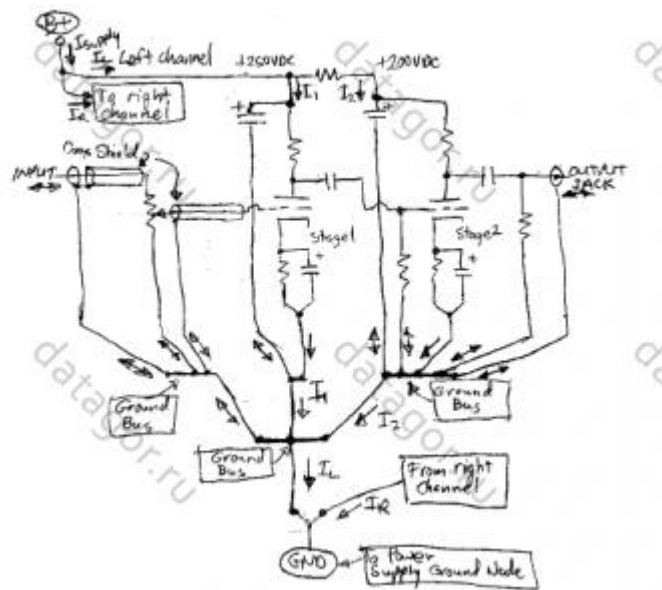 B+
Isupply
IL Left channel
+250VDC
+200VDC
I1
I2
To right
channel
IR
Coax Shield
INPUT
OUTPUT
JACK
Stage1
Stage2
Ground
Bus
I1
Ground
Bus
I2
Ground
Bus
IL
From right
Channel
IR
GND
To Power
Supply Ground Node
datagor.ru
datagor.ru
datagor.ru
datagor.ru